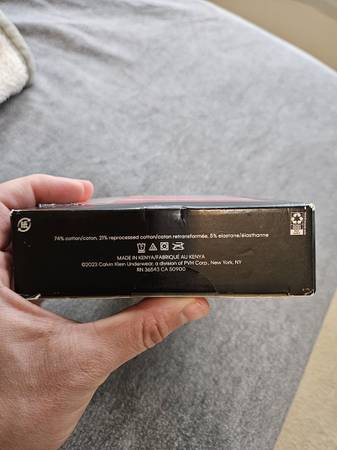 74% cotton/coton, 21% reprocessed cotton/coton retransformée, 5% elastane/élasthanne
MADE IN KENYA/FABRIQUÉ AU KENYA
©2023 Calvin Klein Underwear, a division of PVH Corp., New York, NY
RN 36543 CA 50900